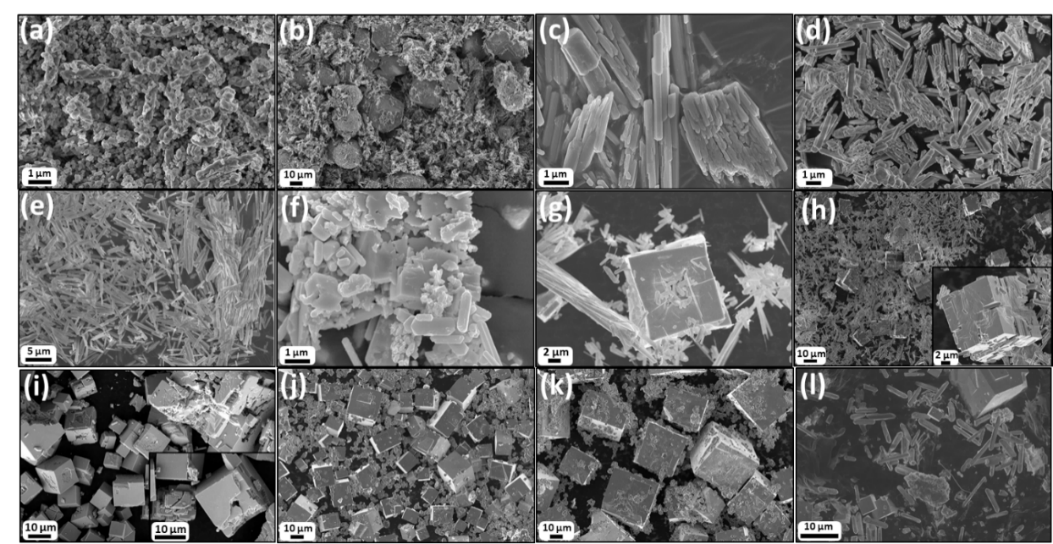 (a) (b) (c) (d)
1 μm 10 μm 1 μm 1 μm
(e) (f) (g) (h)
5 μm 1 μm 2 μm 10 μm 2 μm
(i) (j) (k) (l)
10 μm 10 μm 10 μm 10 μm 10 μm